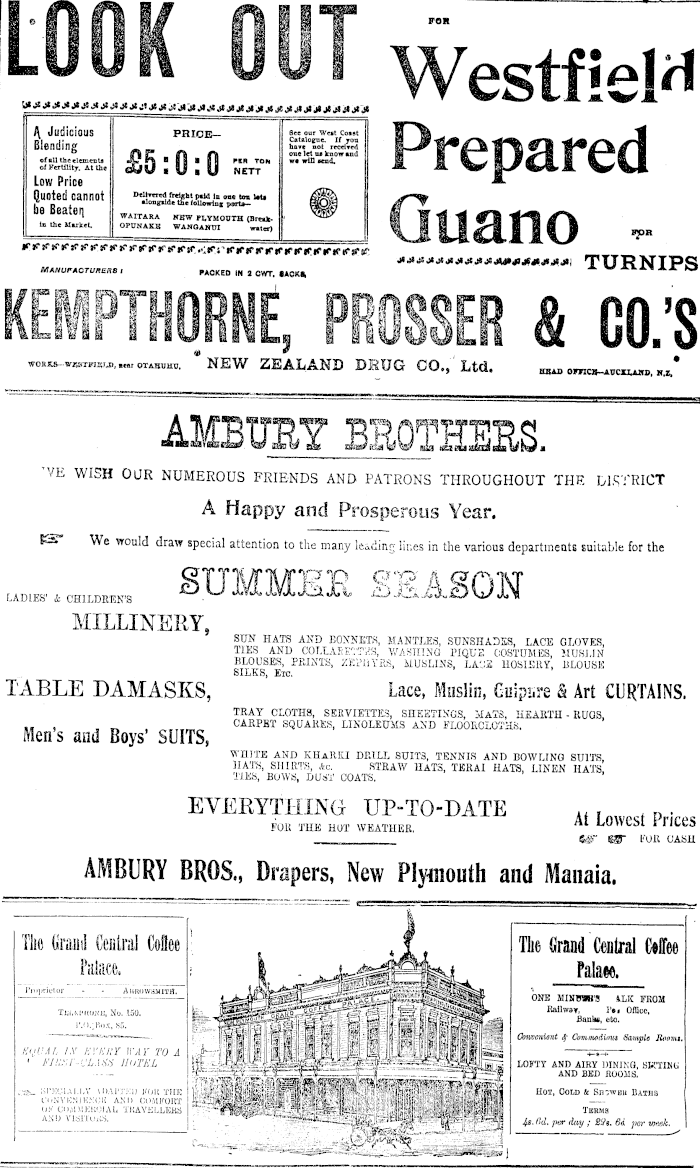 LOOK OUT
FOR
Westfield
Prepared
Guano
FOR
TURNIPS
A Judicious
Blending
of all the elements
of Fertility. At the
Low Price
Quoted cannot
be Beaten
in the Market.
PRICE—
£5:0:0 PER TON
NETT
Delivered freight paid in one ton lots
alongside the following ports—
WAITARA NEW PLYMOUTH (Break-
OPUNAKE WANGANUI water)
See our West Coast
Catalogue. If you
have not received
one let us know and
we will send.
MANUFACTURERS:
PACKED IN 2 CWT. SACKS,
KEMPTHORNE, PROSSER & CO.'S
WORKS—WESTFIELD, near OTAHUHU.
NEW ZEALAND DRUG CO., Ltd.
HEAD OFFICE—AUCKLAND, N.Z.
AMBURY BROTHERS.
WE WISH OUR NUMEROUS FRIENDS AND PATRONS THROUGHOUT THE DISTRICT
A Happy and Prosperous Year.
We would draw special attention to the many leading lines in the various departments suitable for the
SUMMER SEASON
LADIES' & CHILDREN'S
MILLINERY,
SUN HATS AND BONNETS, MANTLES, SUNSHADES, LACE GLOVES,
TIES AND COLLARETTES, WASHING PIQUE COSTUMES, MUSLIN
BLOUSES, PRINTS, ZEPHYRS, MUSLINS, LACE HOSIERY, BLOUSE
SILKS, Etc.
TABLE DAMASKS,
Lace, Muslin, Guipure & Art CURTAINS.
TRAY CLOTHS, SERVIETTES, SHEETINGS, MATS, HEARTH-RUGS,
CARPET SQUARES, LINOLEUMS AND FLOORCLOTHS.
Men's and Boys' SUITS,
WHITE AND KHARKI DRILL SUITS, TENNIS AND BOWLING SUITS,
HATS, SHIRTS, &c. STRAW HATS, TERAI HATS, LINEN HATS,
TIES, BOWS, DUST COATS.
EVERYTHING UP-TO-DATE
FOR THE HOT WEATHER.
At Lowest Prices
FOR CASH
AMBURY BROS., Drapers, New Plymouth and Manaia.
The Grand Central Coffee
Palace.
Proprietor - - ARROWSMITH.
TELEPHONE, No. 150.
P.O. Box, 85.
EQUAL IN EVERY WAY TO A
FIRST-CLASS HOTEL
SPECIALLY ADAPTED FOR THE
CONVENIENCE AND COMFORT
OF COMMERCIAL TRAVELLERS
AND VISITORS.
The Grand Central Coffee
Palace.
ONE MINUTE'S ALK FROM
Railway, Pos Office,
Banks, etc.
Convenient & Commodious Sample Rooms.
LOFTY AND AIRY DINING, SITTING
AND BED ROOMS.
HOT, COLD & SHOWER BATHS
TERMS
4s. 6d. per day; 22s. 6d per week.